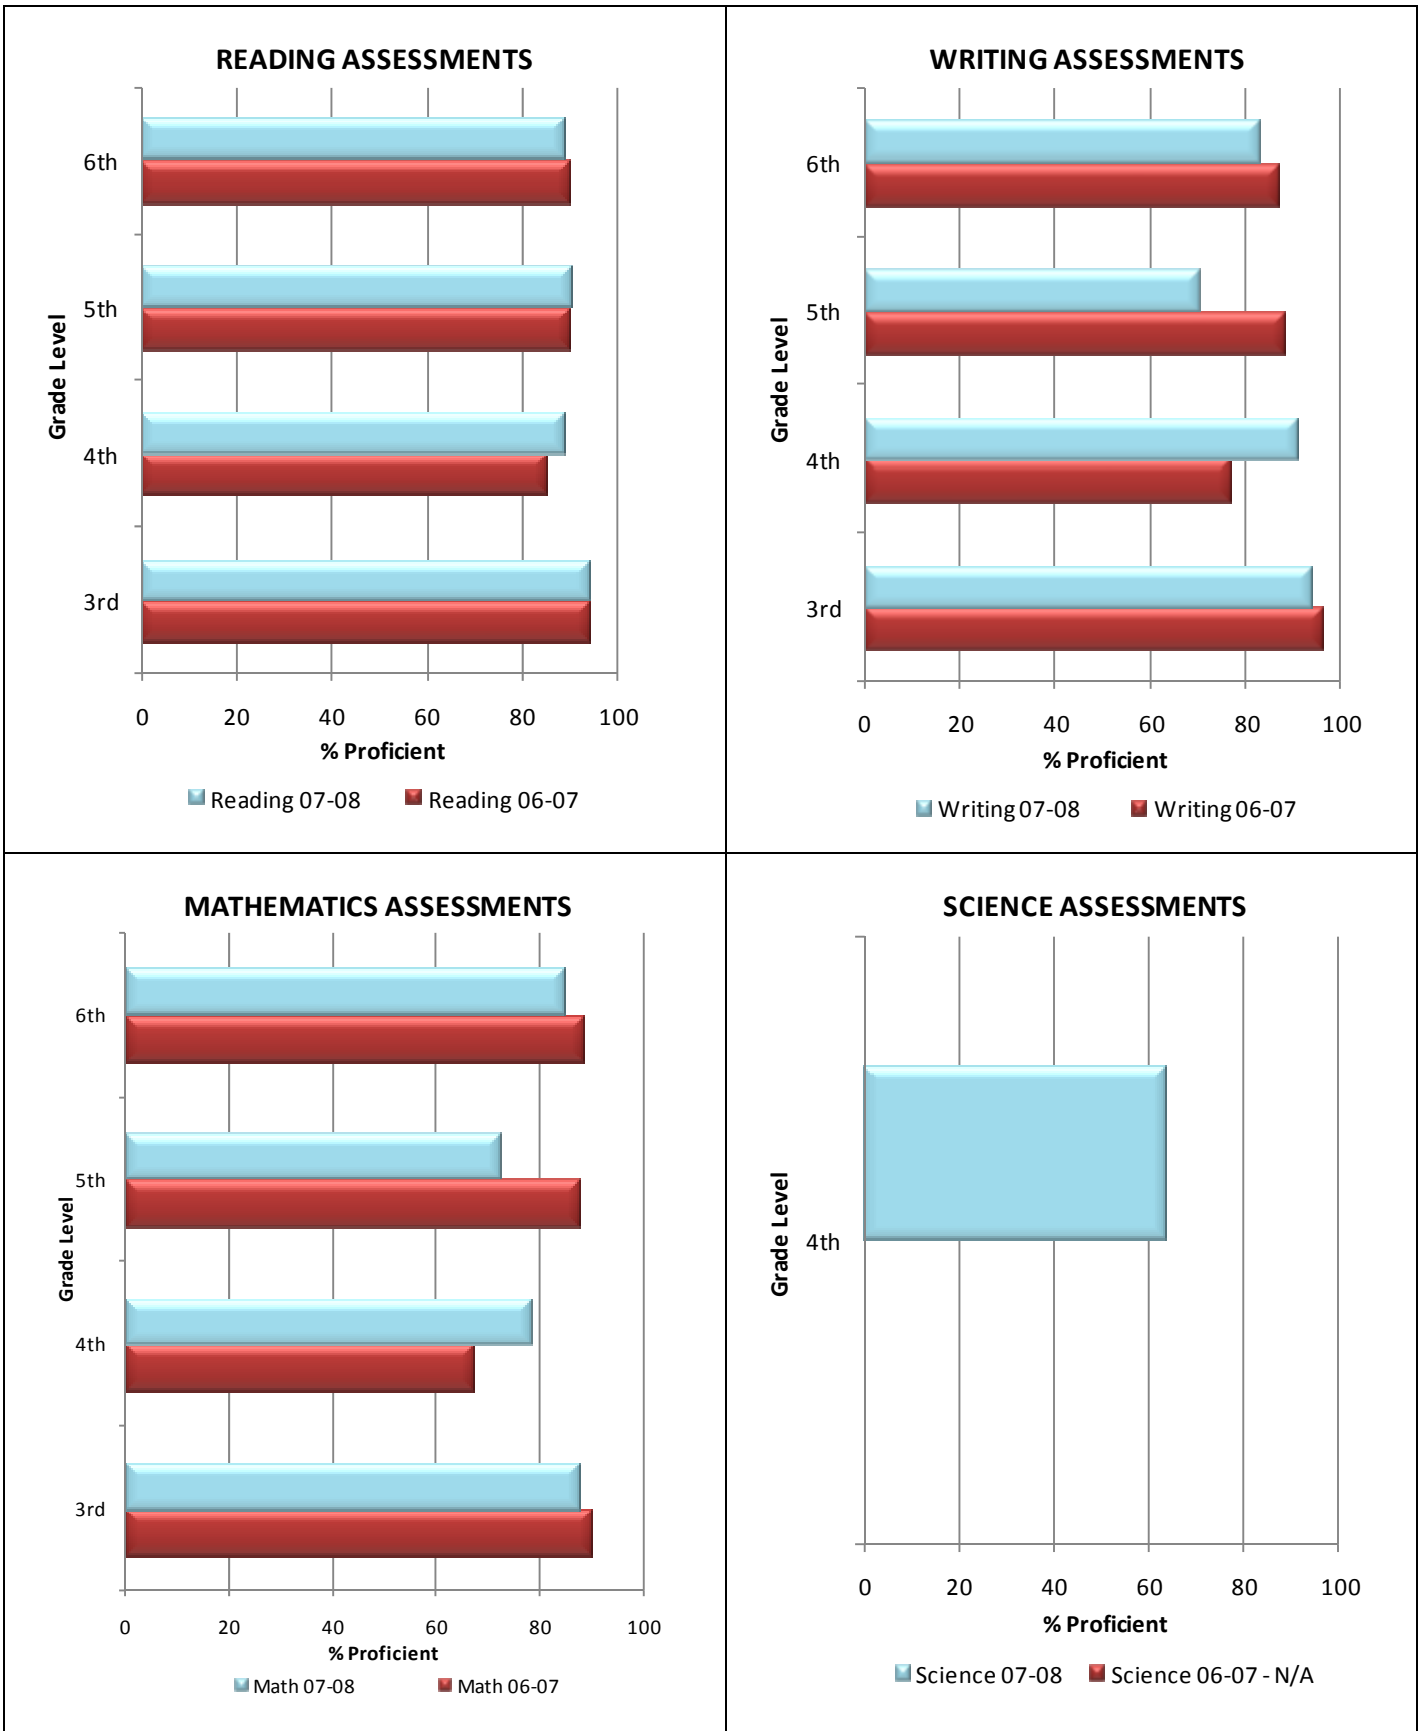 READING ASSESSMENTS
6th
5th
4th
3rd
Grade Level
0 20 40 60 80 100
% Proficient
Reading 07-08 Reading 06-07
WRITING ASSESSMENTS
6th
5th
4th
3rd
Grade Level
0 20 40 60 80 100
% Proficient
Writing 07-08 Writing 06-07
MATHEMATICS ASSESSMENTS
6th
5th
4th
3rd
Grade Level
0 20 40 60 80 100
% Proficient
Math 07-08 Math 06-07
SCIENCE ASSESSMENTS
4th
Grade Level
0 20 40 60 80 100
% Proficient
Science 07-08 Science 06-07 - N/A